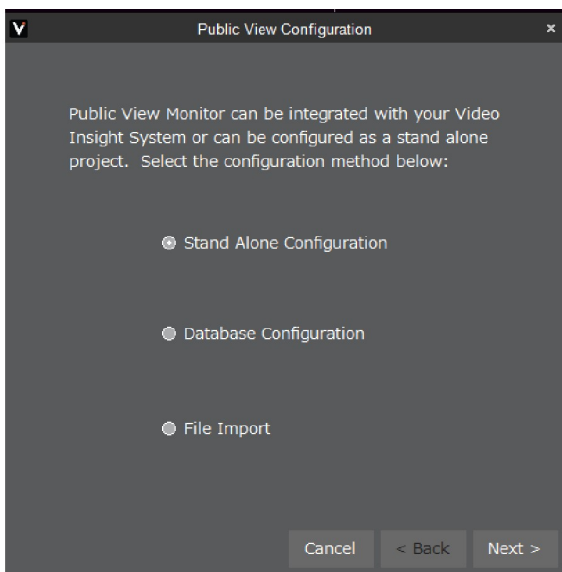 Public View Configuration
Public View Monitor can be integrated with your Video
Insight System or can be configured as a stand alone
project.  Select the configuration method below:
Stand Alone Configuration
Database Configuration
File Import
Cancel < Back Next >